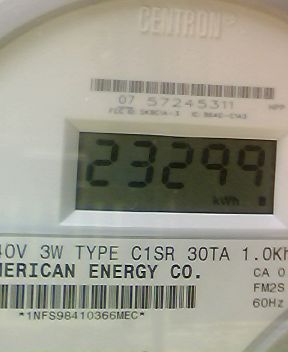 CENTRON
07 57245311
23299
kWh
40V 3W TYPE C1SR 30TA 1.0Kh
MERICAN ENERGY CO.
CA 0
FM2S
60Hz
*1NFS98410366MEC*